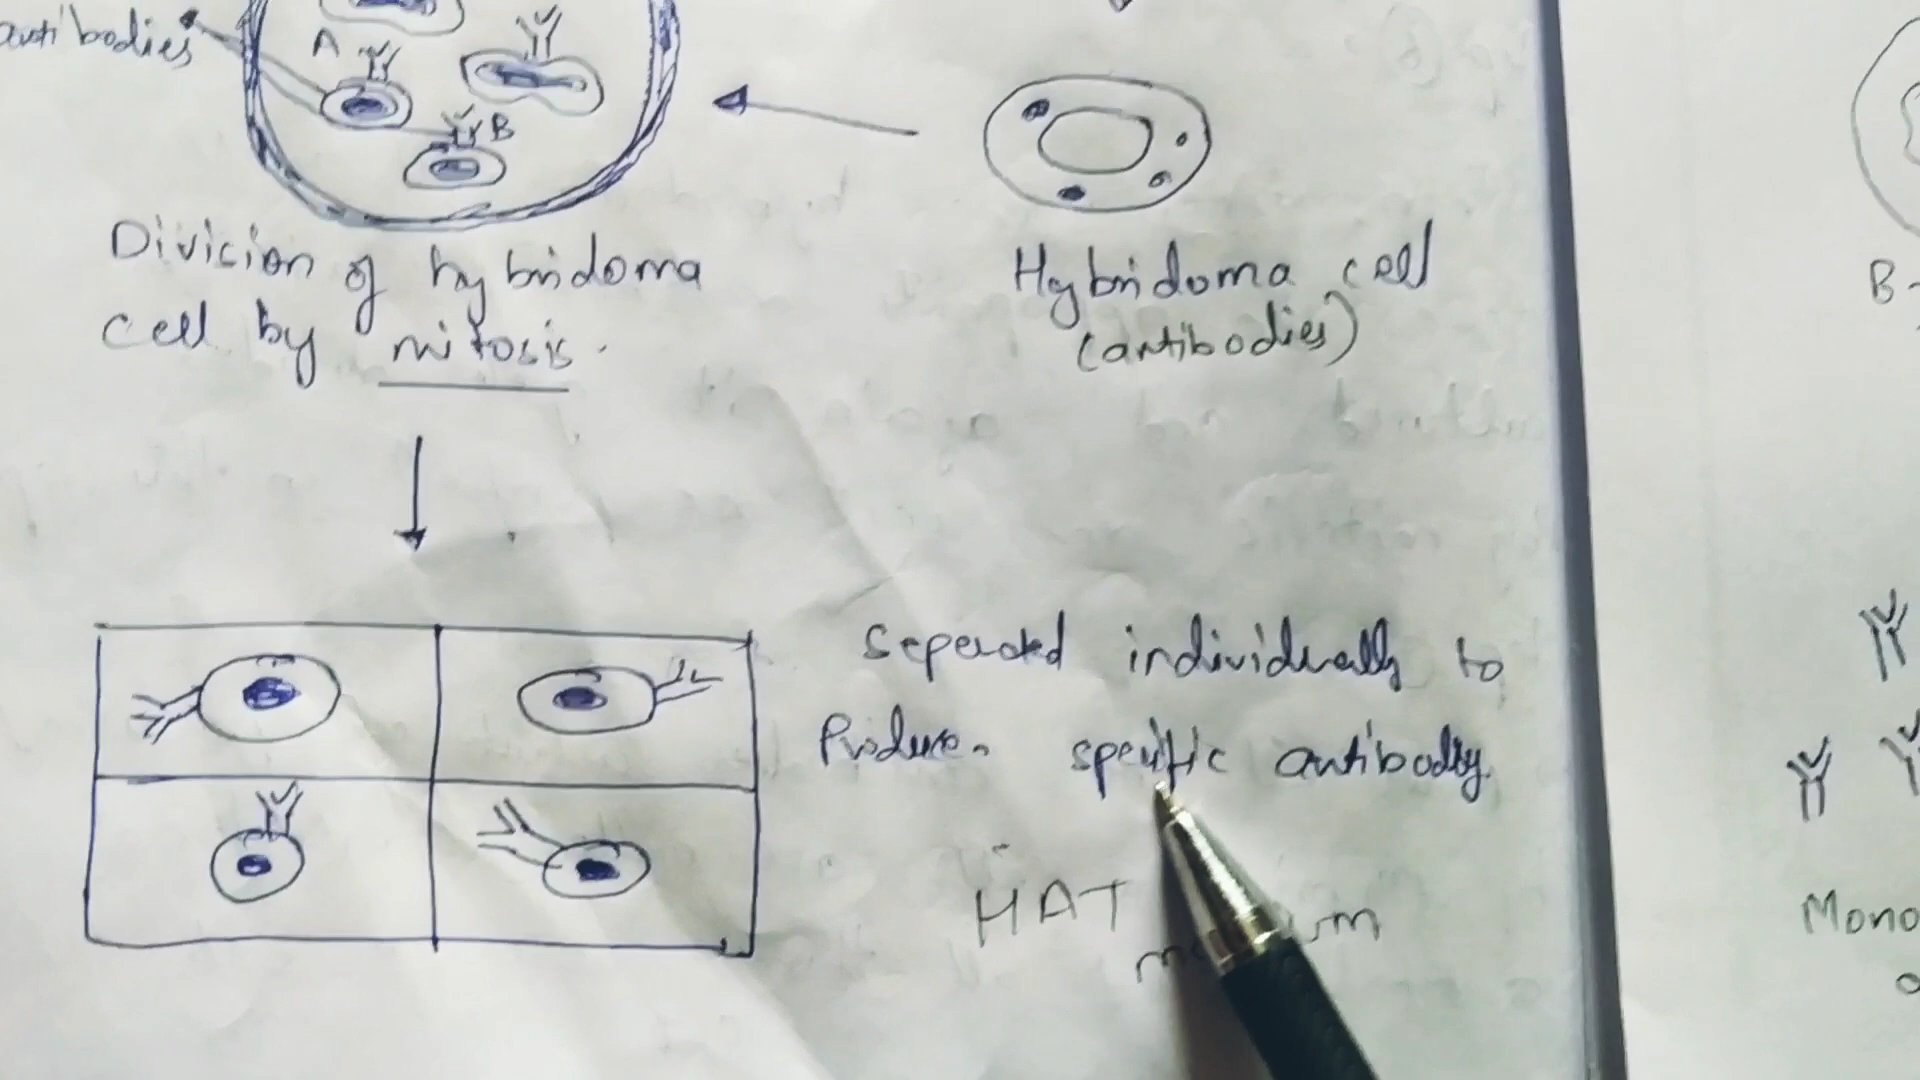 antibodies
A
B
Division of hybridoma
cell by mitosis.
Hybridoma cell
(antibodies)
Seperated individually to
Produce. specific antibody.
HAT
B-
Mono